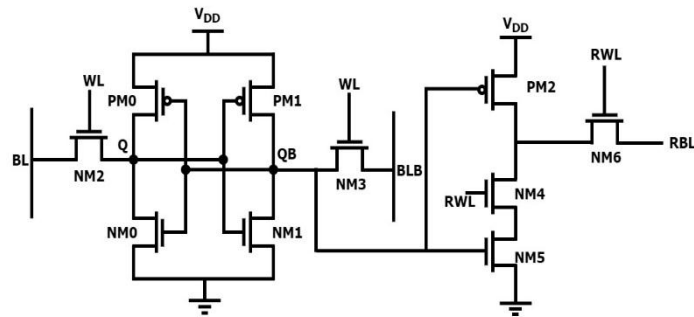 VDD
VDD
WL
PM0
PM1
WL
PM2
RWL
BL
NM2
Q
QB
NM3
BLB
NM6
RBL
RWL
NM4
NM0
NM1
NM5